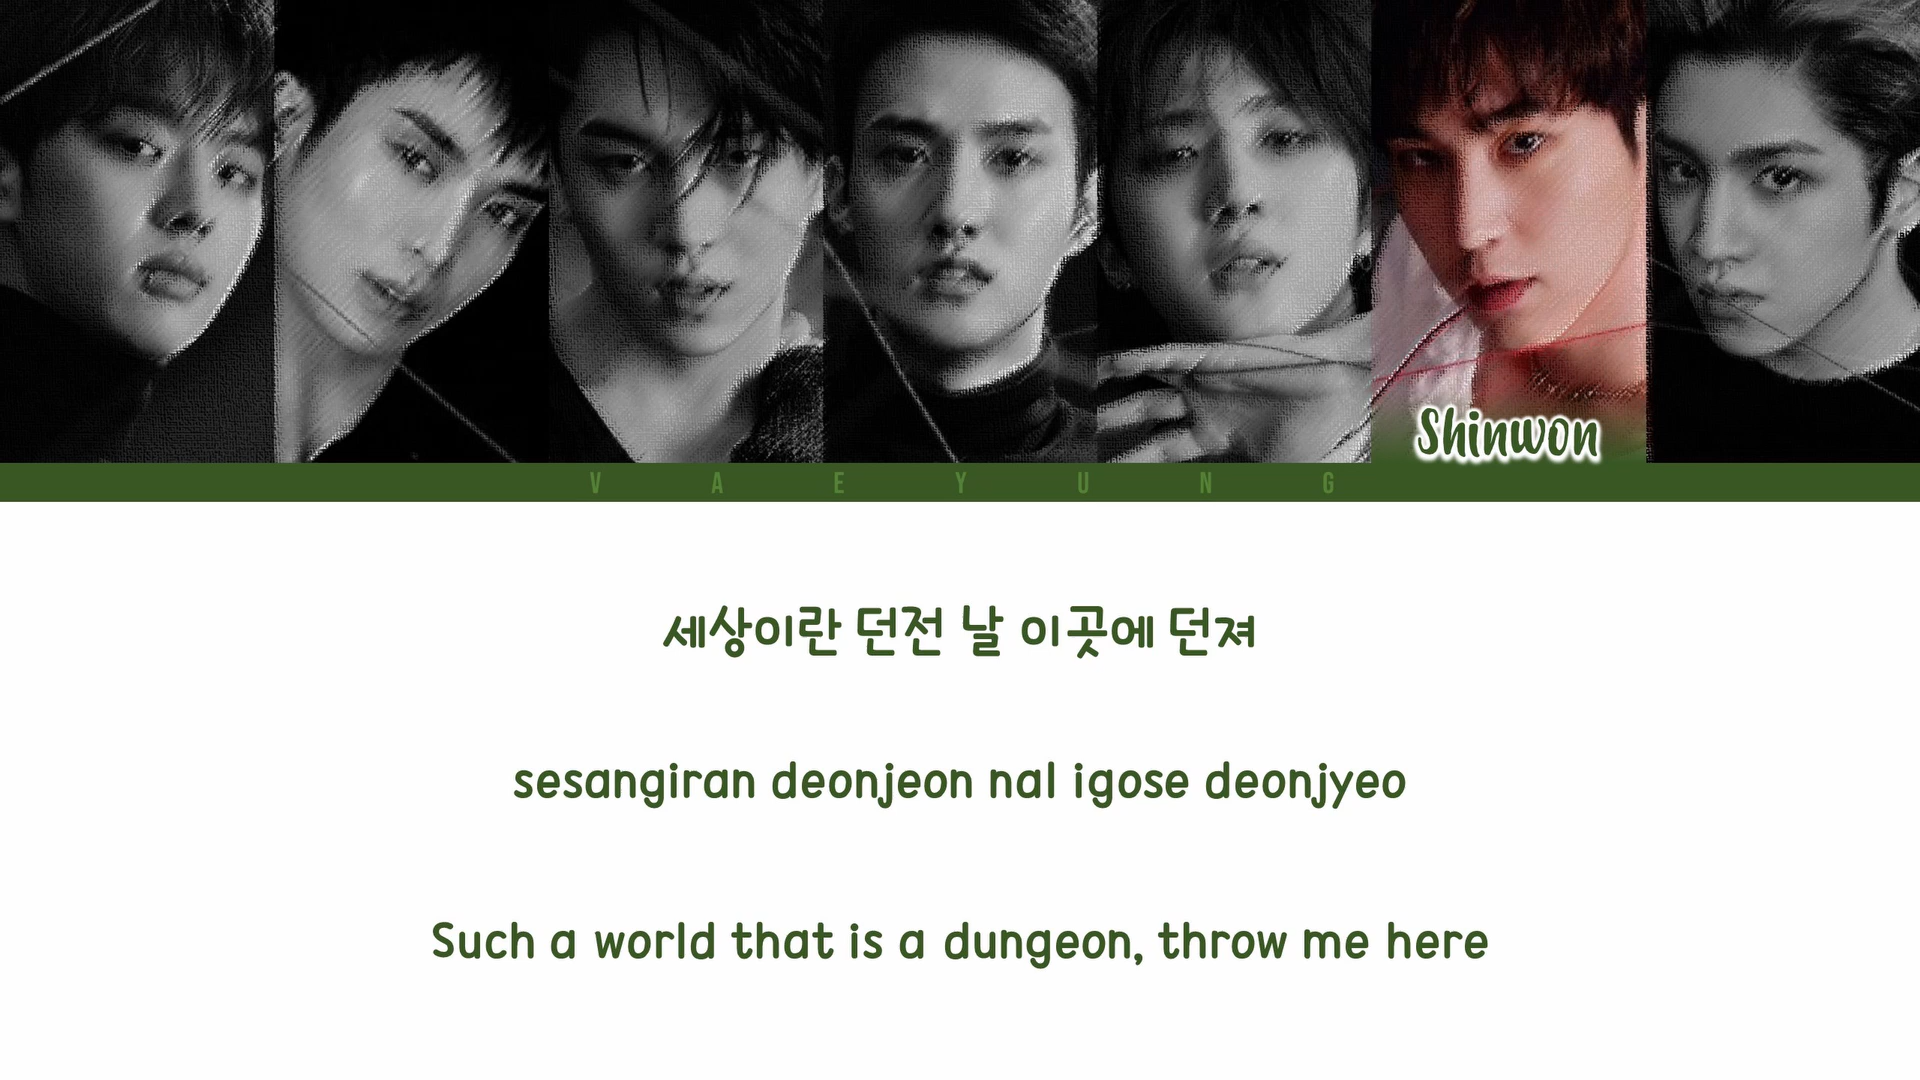 Shinwon
V A E Y U N G
세상이란 던전 날 이곳에 던져
sesangiran deonjeon nal igose deonjyeo
Such a world that is a dungeon, throw me here